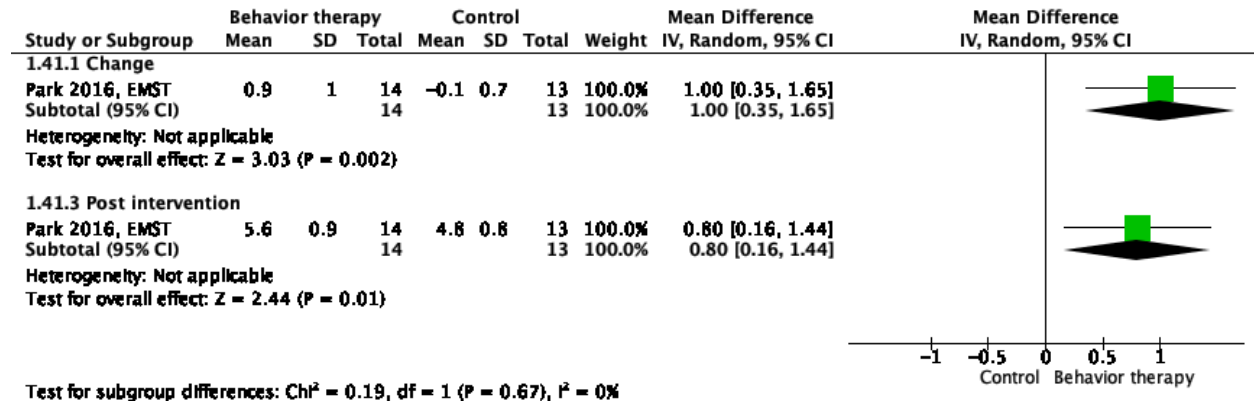 Behavior therapy Control Mean Difference Mean Difference
Study or Subgroup Mean SD Total Mean SD Total Weight IV, Random, 95% CI IV, Random, 95% CI
1.41.1 Change
Park 2016, EMST 0.9 1 14 −0.1 0.7 13 100.0% 1.00 [0.35, 1.65]
Subtotal (95% CI) 14 13 100.0% 1.00 [0.35, 1.65]
Heterogeneity: Not applicable
Test for overall effect: Z = 3.03 (P = 0.002)
1.41.3 Post intervention
Park 2016, EMST 5.6 0.9 14 4.8 0.8 13 100.0% 0.80 [0.16, 1.44]
Subtotal (95% CI) 14 13 100.0% 0.80 [0.16, 1.44]
Heterogeneity: Not applicable
Test for overall effect: Z = 2.44 (P = 0.01)
−1 −0.5 0 0.5 1
Control Behavior therapy
Test for subgroup differences: Chi² = 0.19, df = 1 (P = 0.67), I² = 0%